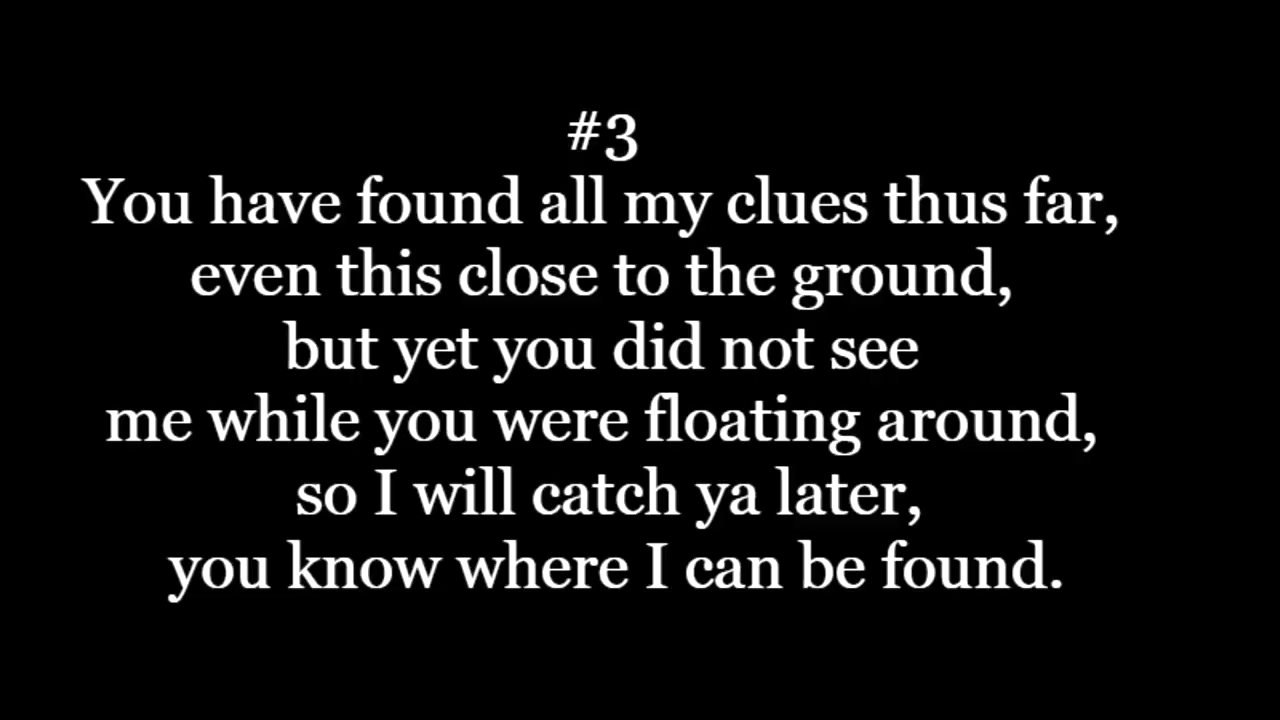 #3
You have found all my clues thus far,
even this close to the ground,
but yet you did not see
me while you were floating around,
so I will catch ya later,
you know where I can be found.